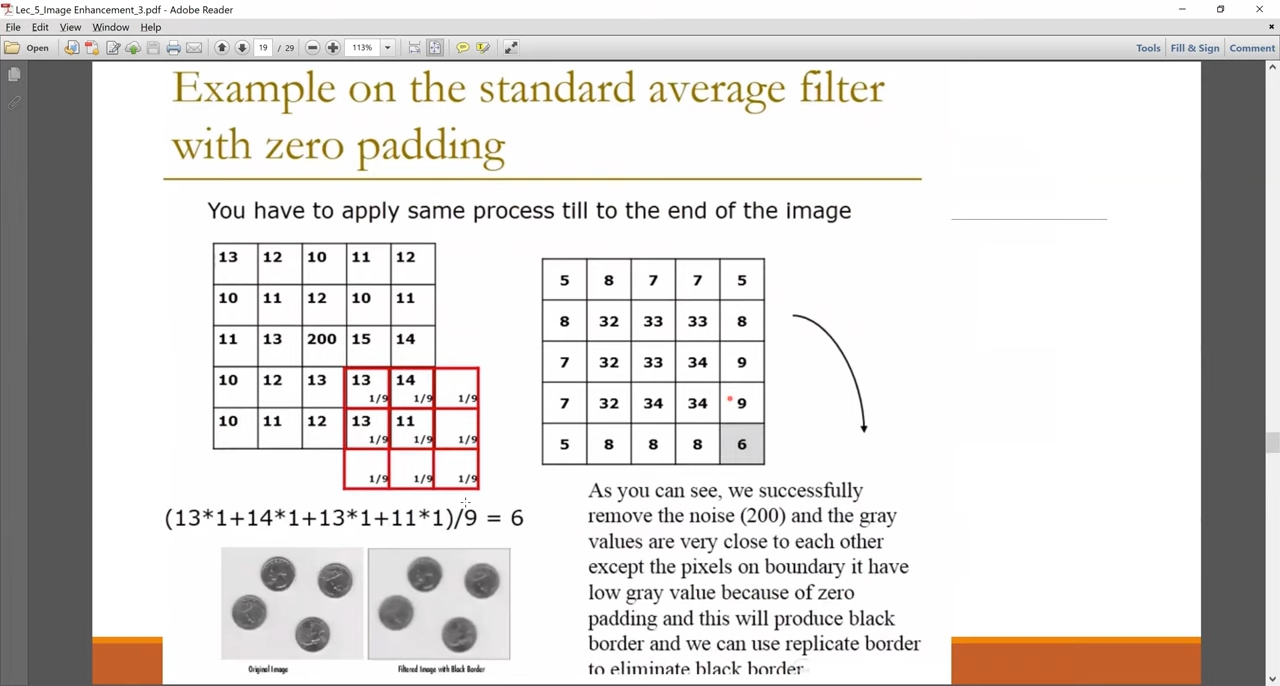 Lec_5_Image Enhancement_3.pdf - Adobe Reader
File Edit View Window Help
Open 19 / 29 113% Tools Fill & Sign Comment
Example on the standard average filter
with zero padding
You have to apply same process till to the end of the image
13 12 10 11 12
10 11 12 10 11
11 13 200 15 14
10 12 13 13 14
1/9 1/9 1/9
10 11 12 13 11
1/9 1/9 1/9
1/9 1/9 1/9
5 8 7 7 5
8 32 33 33 8
7 32 33 34 9
7 32 34 34 9
5 8 8 8 6
(13*1+14*1+13*1+11*1)/9 = 6
Original Image
Filtered Image with Black Border
As you can see, we successfully
remove the noise (200) and the gray
values are very close to each other
except the pixels on boundary it have
low gray value because of zero
padding and this will produce black
border and we can use replicate border
to eliminate black border